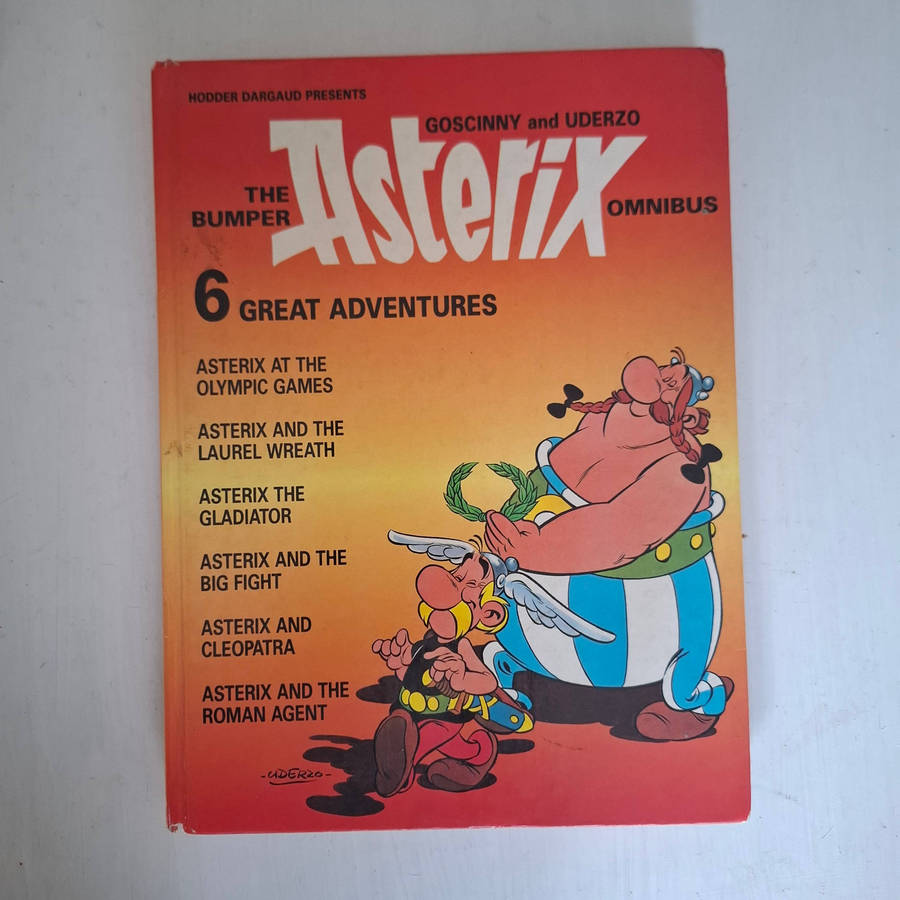 HODDER DARGAUD PRESENTS
GOSCINNY and UDERZO
THE
BUMPER
Asterix
OMNIBUS
6 GREAT ADVENTURES
ASTERIX AT THE
OLYMPIC GAMES
ASTERIX AND THE
LAUREL WREATH
ASTERIX THE
GLADIATOR
ASTERIX AND THE
BIG FIGHT
ASTERIX AND
CLEOPATRA
ASTERIX AND THE
ROMAN AGENT
-UDERZO-